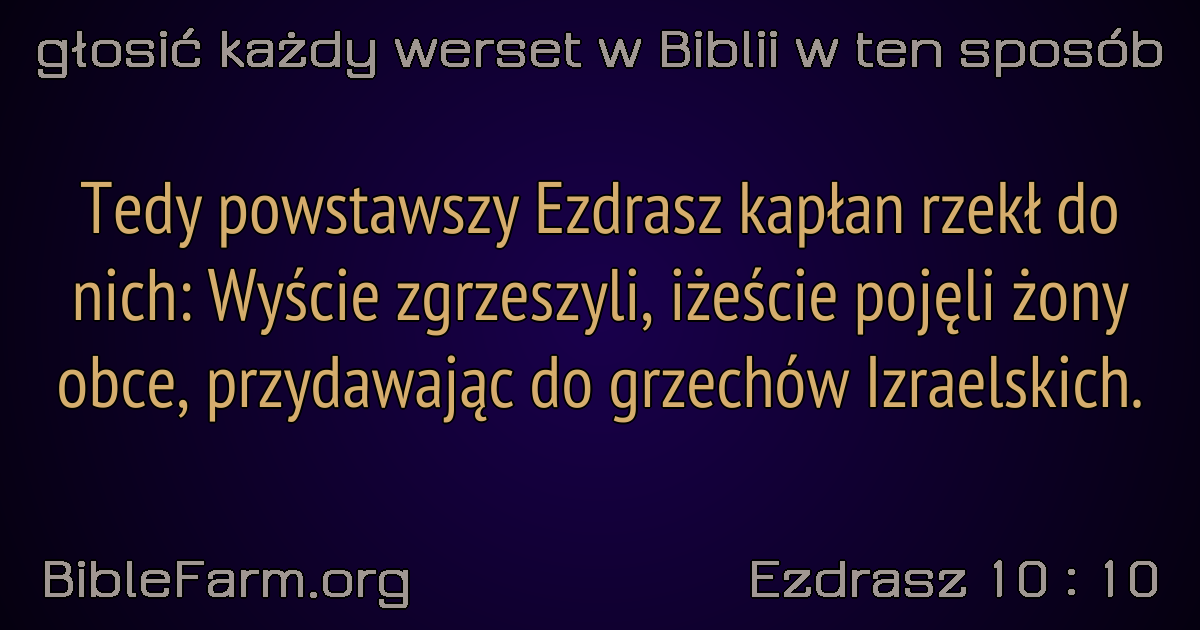 głosić każdy werset w Biblii w ten sposób
Tedy powstawszy Ezdrasz kapłan rzekł do
nich: Wyście zgrzeszyli, iżeście pojęli żony
obce, przydawając do grzechów Izraelskich.
BibleFarm.org
Ezdrasz 10 : 10